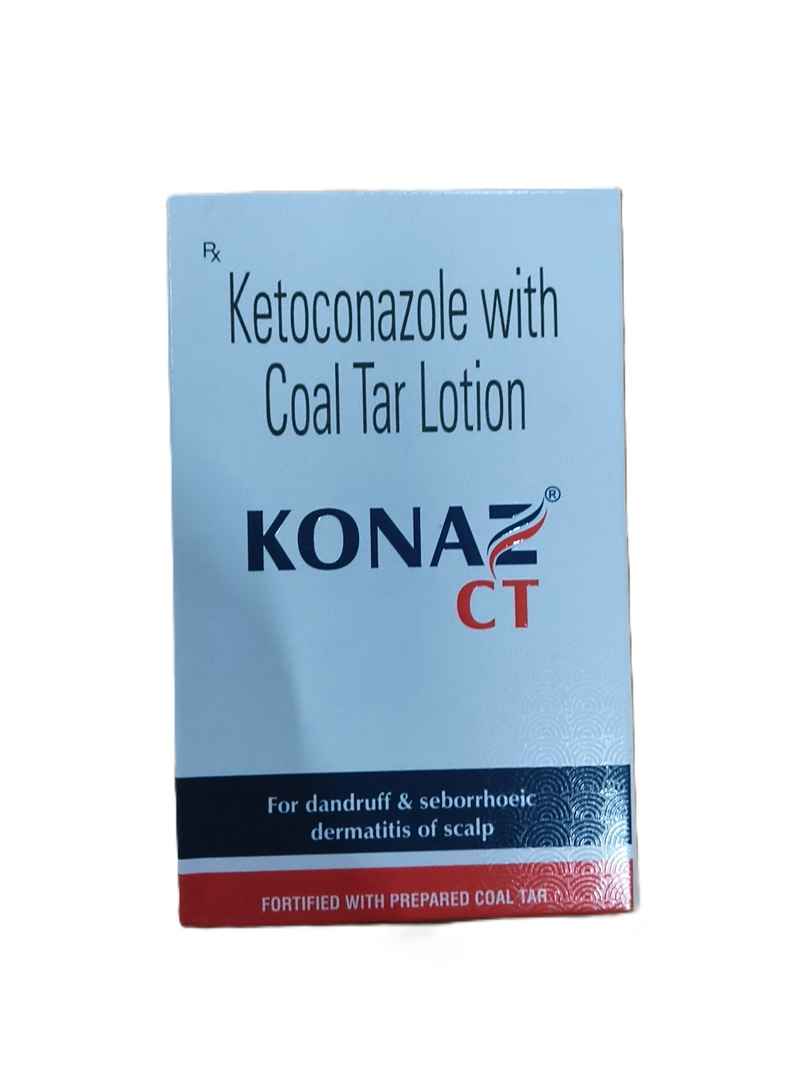 Rx
Ketoconazole with
Coal Tar Lotion
KONAZ®
CT
For dandruff & seborrhoeic
dermatitis of scalp
FORTIFIED WITH PREPARED COAL TAR